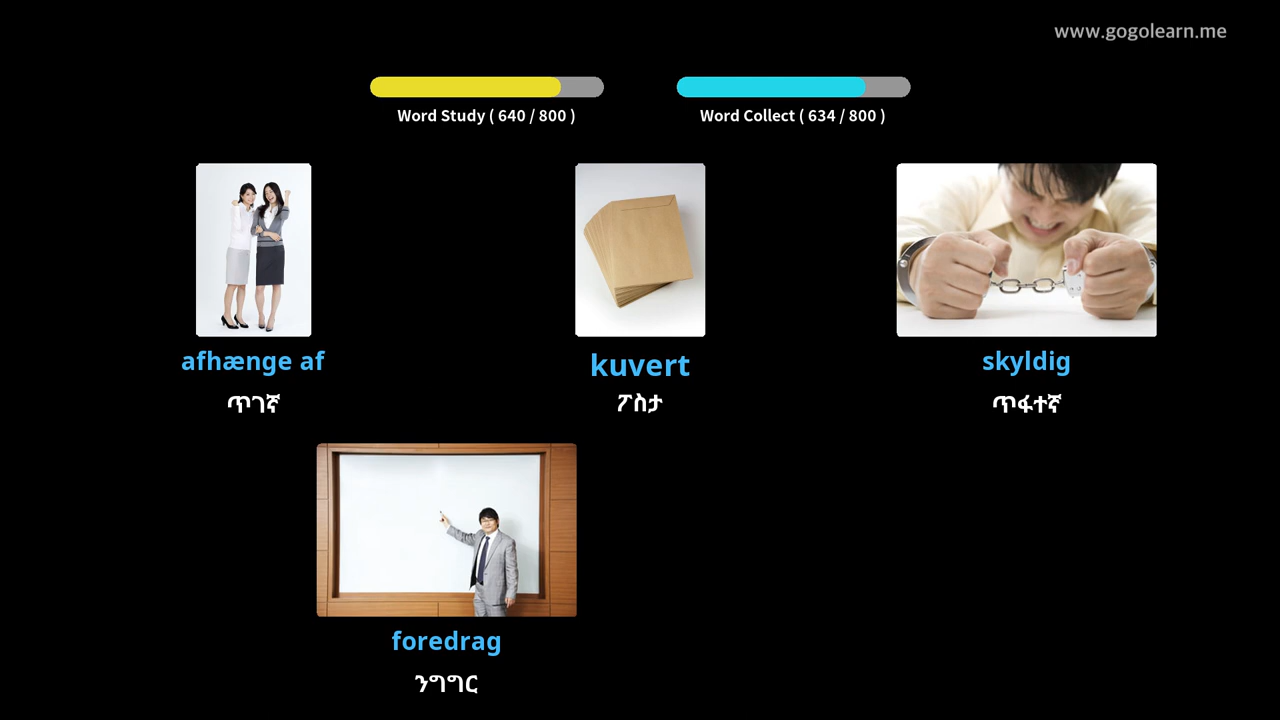 www.gogolearn.me
Word Study ( 640 / 800 )
Word Collect ( 634 / 800 )
afhænge af
ጥገኛ
kuvert
ፖስታ
skyldig
ጥፋተኛ
foredrag
ንግግር